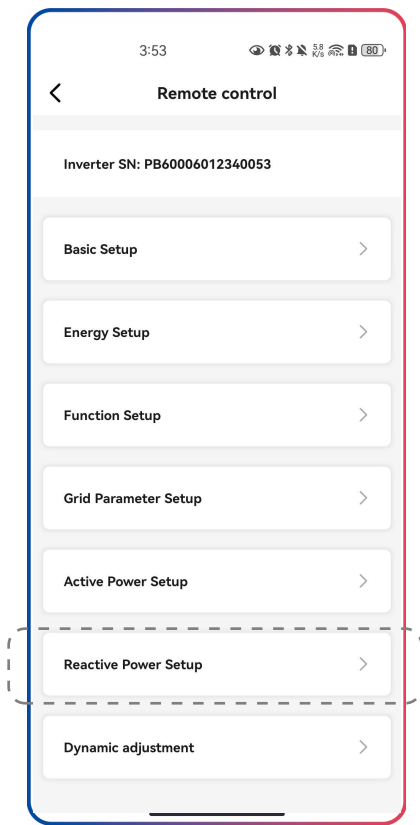 3:53 5.8 K/s 80
Remote control
Inverter SN: PB60006012340053
Basic Setup
Energy Setup
Function Setup
Grid Parameter Setup
Active Power Setup
Reactive Power Setup
Dynamic adjustment